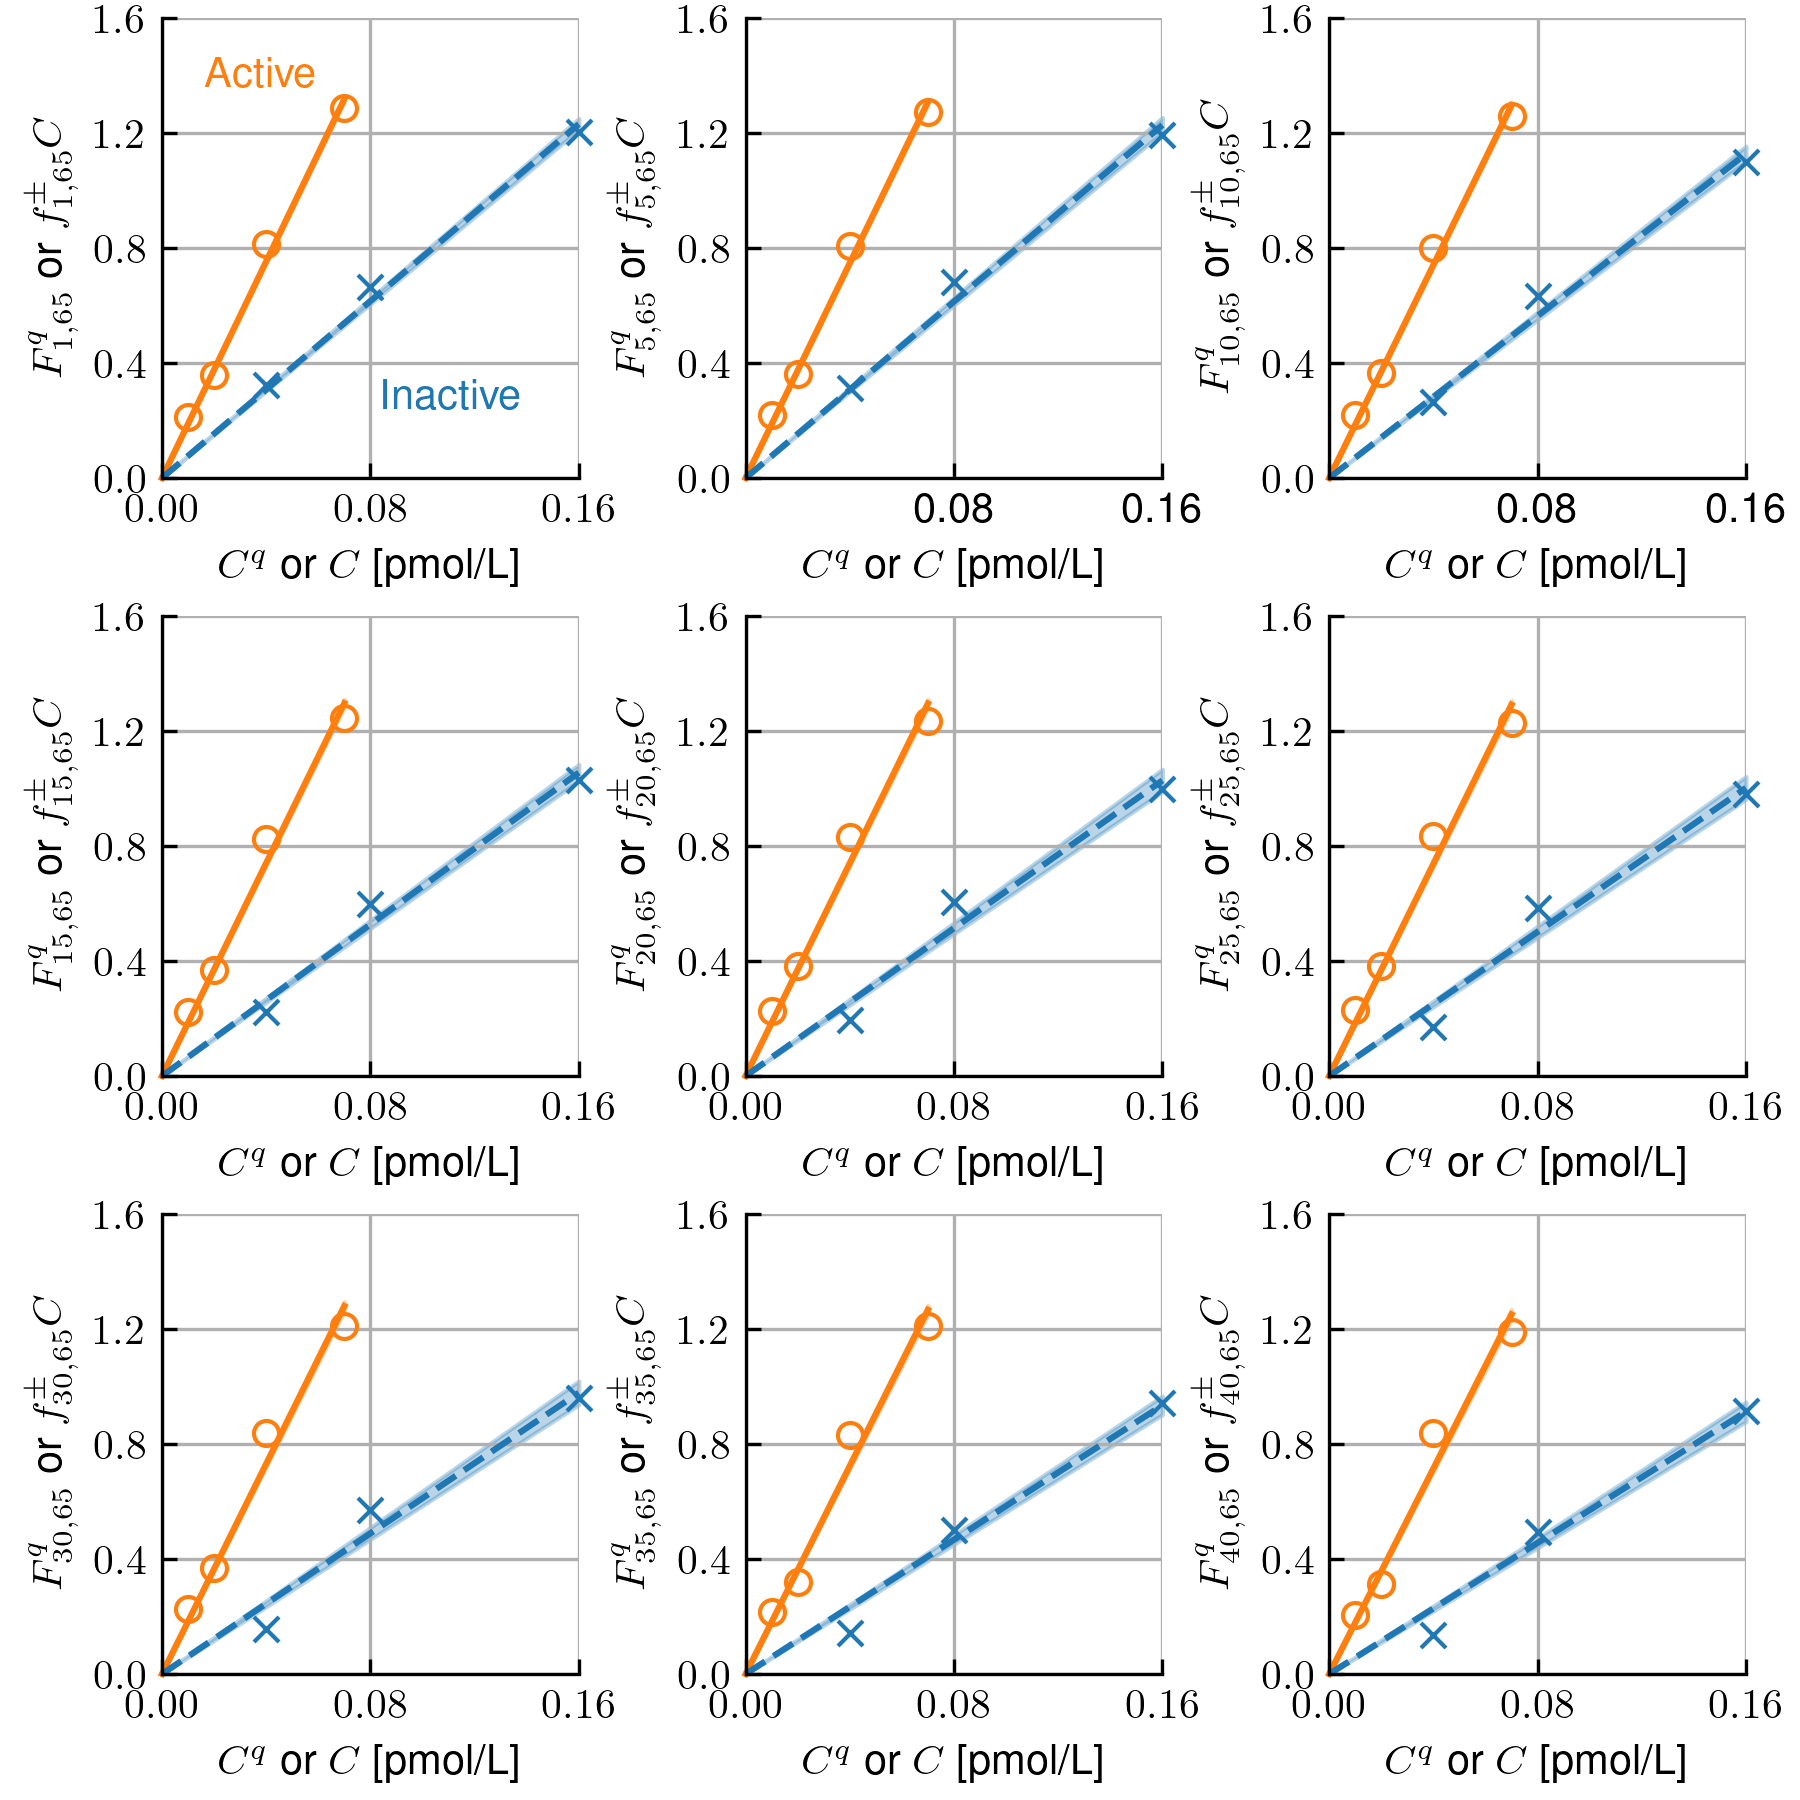 1.6
1.2
0.8
0.4
0.0
0.00 0.08 0.16
F^q_{1,65} or f^±_{1,65}C
C^q or C [pmol/L]
Active
Inactive
1.6
1.2
0.8
0.4
0.0
0.08 0.16
F^q_{5,65} or f^±_{5,65}C
C^q or C [pmol/L]
1.6
1.2
0.8
0.4
0.0
0.08 0.16
F^q_{10,65} or f^±_{10,65}C
C^q or C [pmol/L]
1.6
1.2
0.8
0.4
0.0
0.00 0.08 0.16
F^q_{15,65} or f^±_{15,65}C
C^q or C [pmol/L]
1.6
1.2
0.8
0.4
0.0
0.00 0.08 0.16
F^q_{20,65} or f^±_{20,65}C
C^q or C [pmol/L]
1.6
1.2
0.8
0.4
0.0
0.00 0.08 0.16
F^q_{25,65} or f^±_{25,65}C
C^q or C [pmol/L]
1.6
1.2
0.8
0.4
0.0
0.00 0.08 0.16
F^q_{30,65} or f^±_{30,65}C
C^q or C [pmol/L]
1.6
1.2
0.8
0.4
0.0
0.00 0.08 0.16
F^q_{35,65} or f^±_{35,65}C
C^q or C [pmol/L]
1.6
1.2
0.8
0.4
0.0
0.00 0.08 0.16
F^q_{40,65} or f^±_{40,65}C
C^q or C [pmol/L]